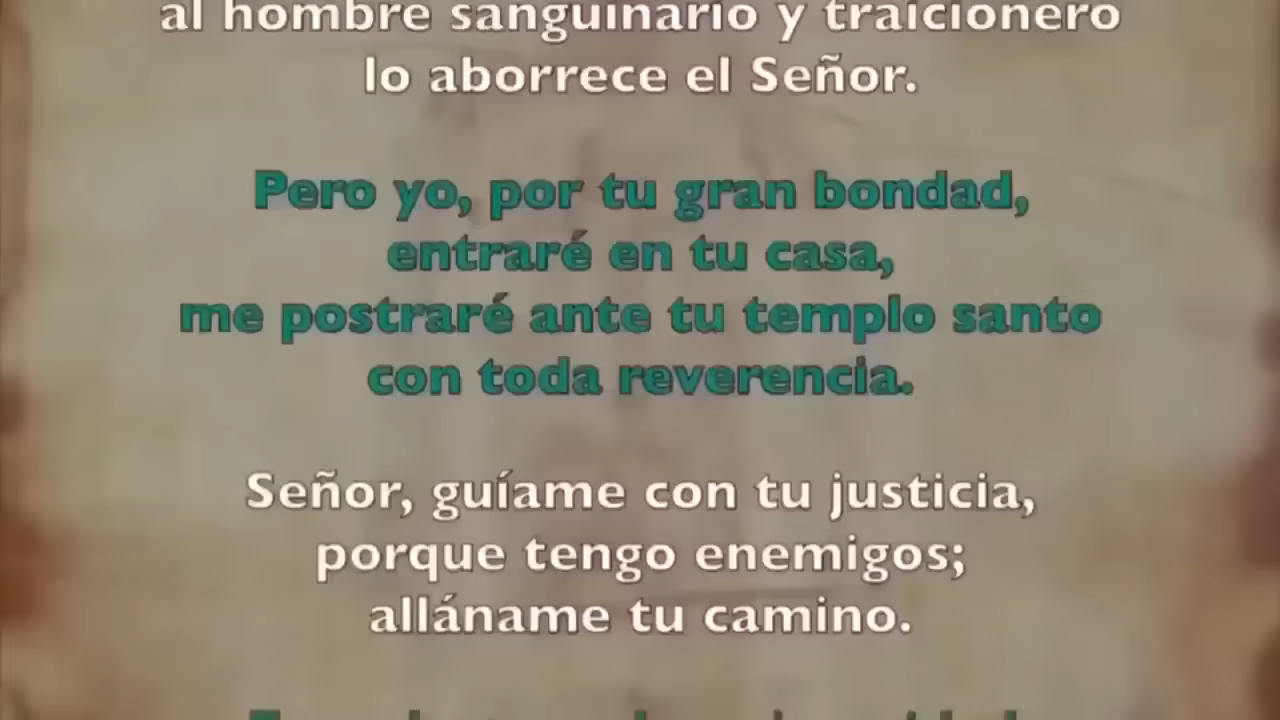 al hombre sanguinario y traicionero
lo aborrece el Señor.
Pero yo, por tu gran bondad,
entraré en tu casa,
me postraré ante tu templo santo
con toda reverencia.
Señor, guíame con tu justicia,
porque tengo enemigos;
alláname tu camino.